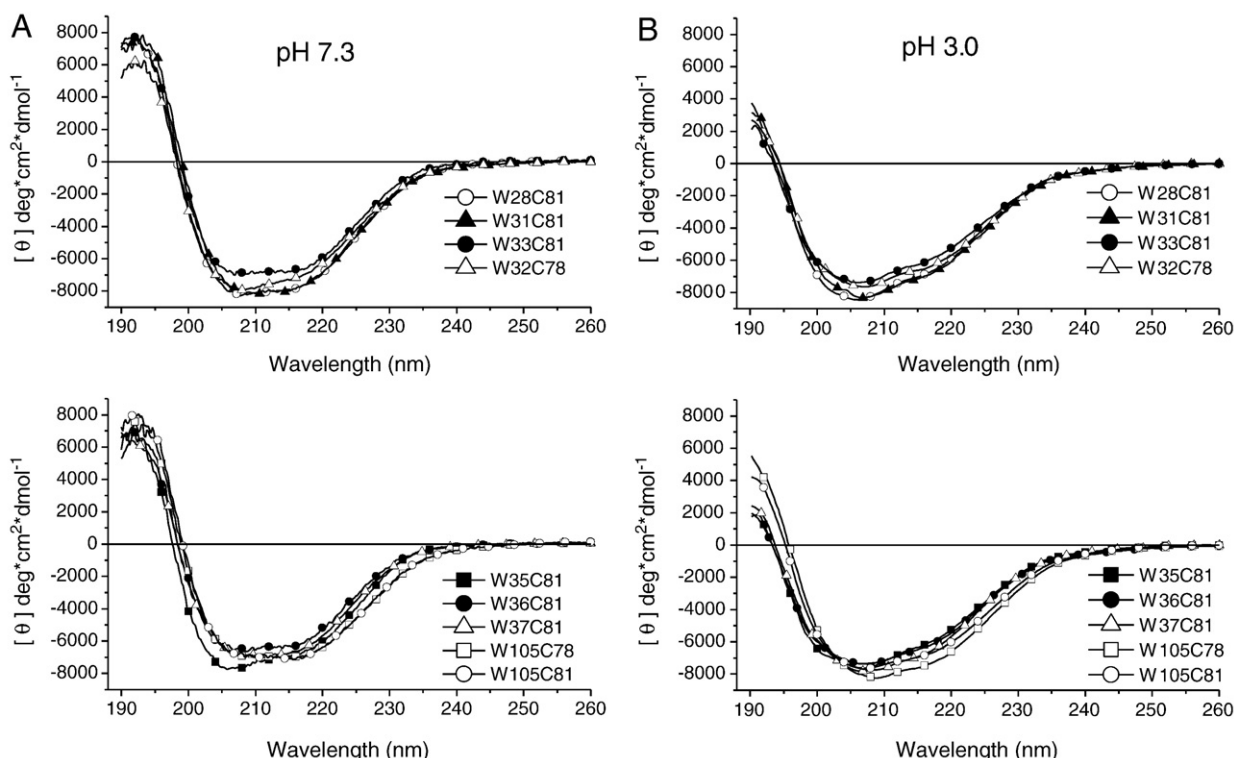 A
pH 7.3
[ θ ] deg*cm²*dmol⁻¹
8000
6000
4000
2000
0
-2000
-4000
-6000
-8000
W28C81
W31C81
W33C81
W32C78
190 200 210 220 230 240 250 260
Wavelength (nm)
B
pH 3.0
[ θ ] deg*cm²*dmol⁻¹
8000
6000
4000
2000
0
-2000
-4000
-6000
-8000
W28C81
W31C81
W33C81
W32C78
190 200 210 220 230 240 250 260
Wavelength (nm)
[ θ ] deg*cm²*dmol⁻¹
8000
6000
4000
2000
0
-2000
-4000
-6000
-8000
W35C81
W36C81
W37C81
W105C78
W105C81
190 200 210 220 230 240 250 260
Wavelength (nm)
[ θ ] deg*cm²*dmol⁻¹
8000
6000
4000
2000
0
-2000
-4000
-6000
-8000
W35C81
W36C81
W37C81
W105C78
W105C81
190 200 210 220 230 240 250 260
Wavelength (nm)